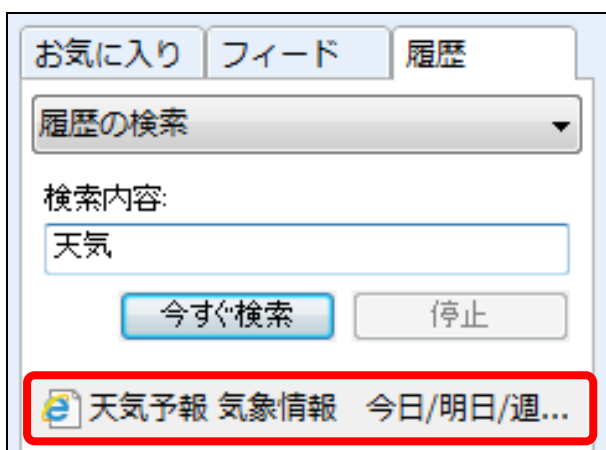 お気に入り フィード 履歴
履歴の検索
検索内容:
天気
今すぐ検索 停止
天気予報 気象情報 今日/明日/週...